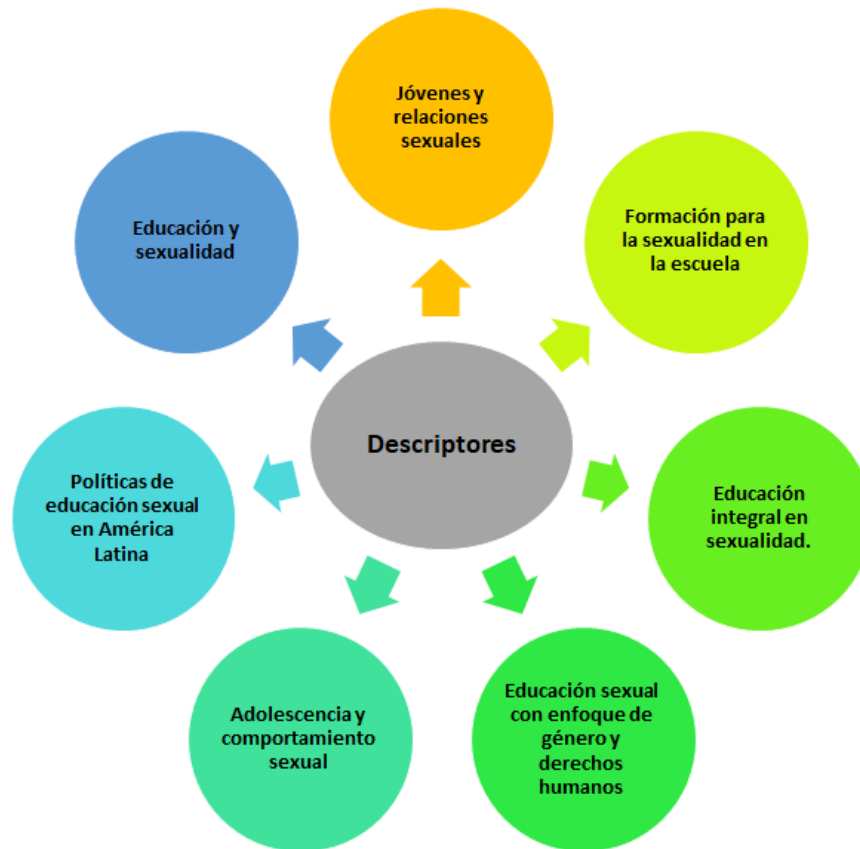 Jóvenes y
relaciones
sexuales
Formación para
la sexualidad en
la escuela
Educación
integral en
sexualidad.
Educación sexual
con enfoque de
género y
derechos
humanos
Adolescencia y
comportamiento
sexual
Políticas de
educación sexual
en América
Latina
Educación y
sexualidad
Descriptores